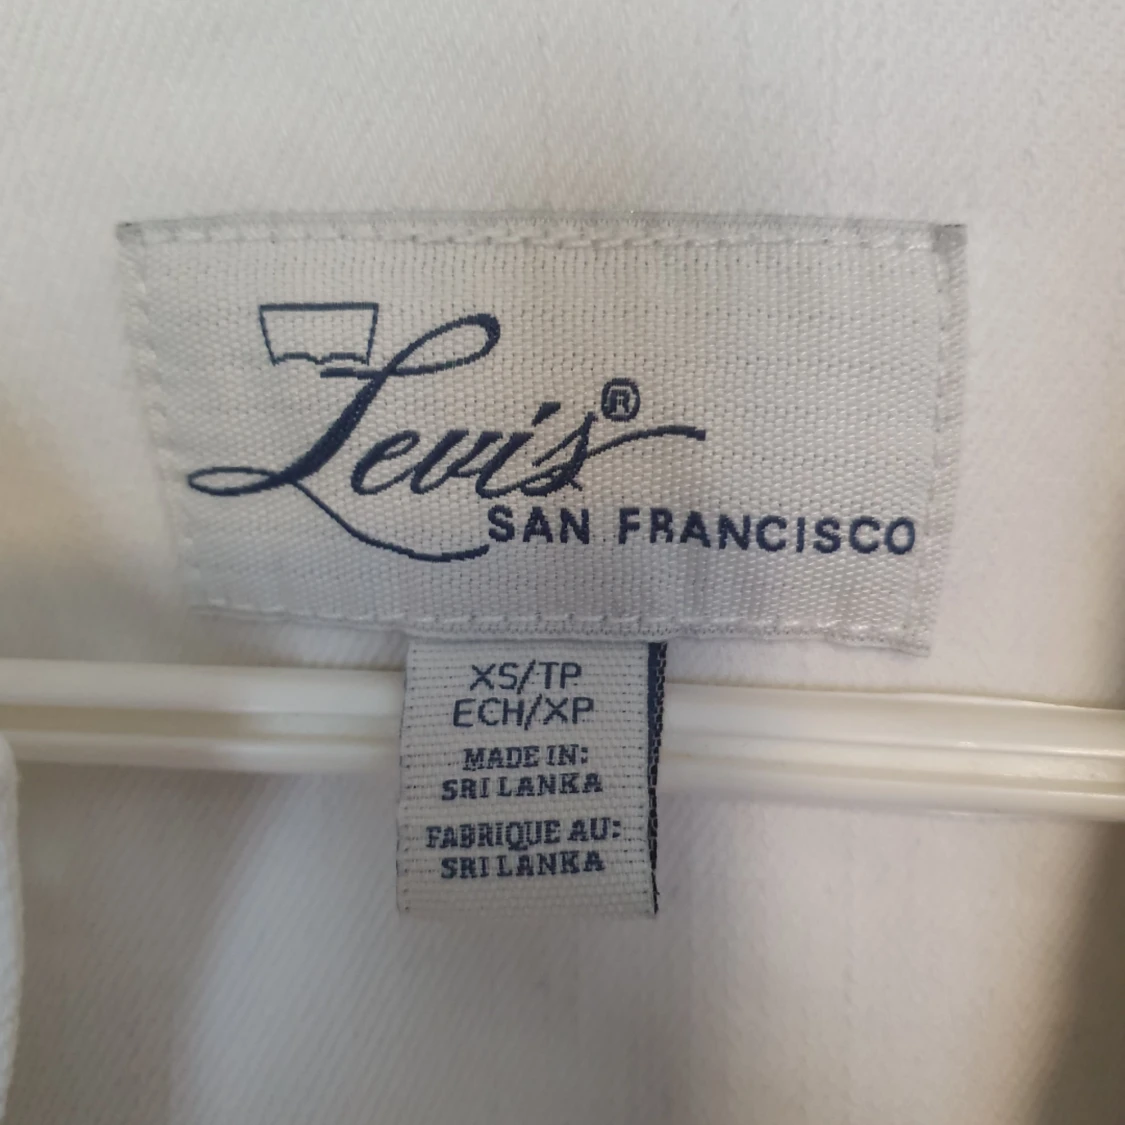 Levi's®
SAN FRANCISCO
XS/TP
ECH/XP
MADE IN:
SRI LANKA
FABRIQUE AU:
SRI LANKA